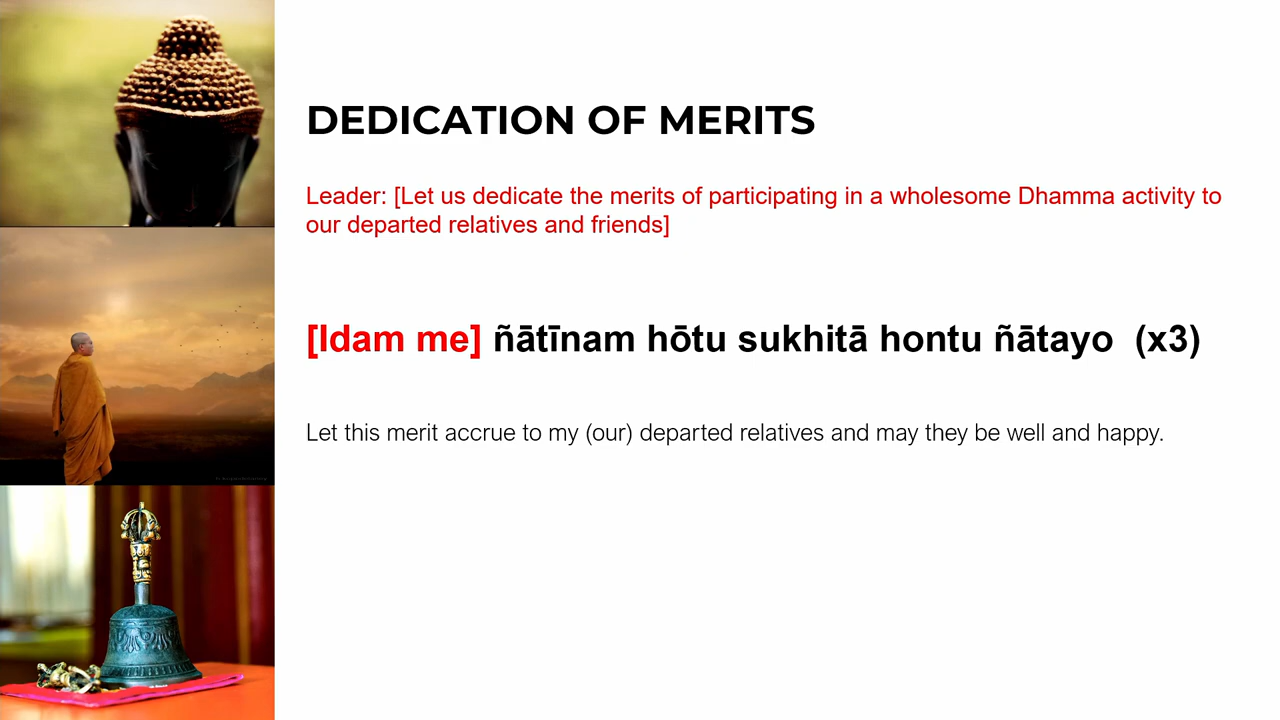 DEDICATION OF MERITS
Leader: [Let us dedicate the merits of participating in a wholesome Dhamma activity to
our departed relatives and friends]
[Idam me] ñātīnam hōtu sukhitā hontu ñātayo (x3)
Let this merit accrue to my (our) departed relatives and may they be well and happy.